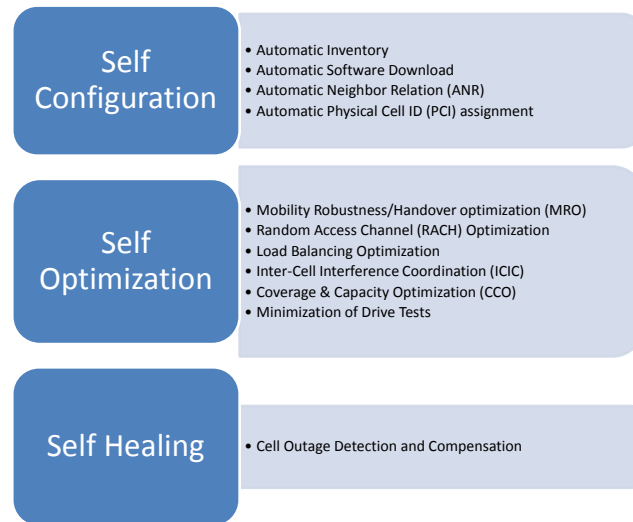 Self
Configuration
• Automatic Inventory
• Automatic Software Download
• Automatic Neighbor Relation (ANR)
• Automatic Physical Cell ID (PCI) assignment
Self
Optimization
• Mobility Robustness/Handover optimization (MRO)
• Random Access Channel (RACH) Optimization
• Load Balancing Optimization
• Inter-Cell Interference Coordination (ICIC)
• Coverage & Capacity Optimization (CCO)
• Minimization of Drive Tests
Self Healing
• Cell Outage Detection and Compensation